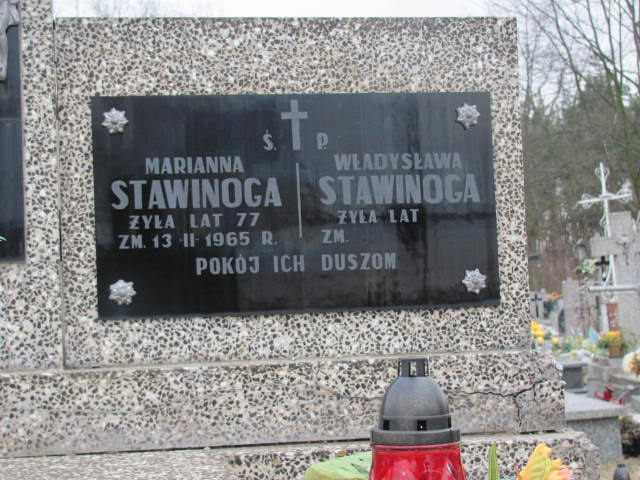 Ś. P.
MARIANNA
STAWINOGA
ŻYŁA LAT 77
ZM. 13-II-1965 R.
WŁADYSŁAWA
STAWINOGA
ŻYŁA LAT
ZM.
POKÓJ ICH DUSZOM